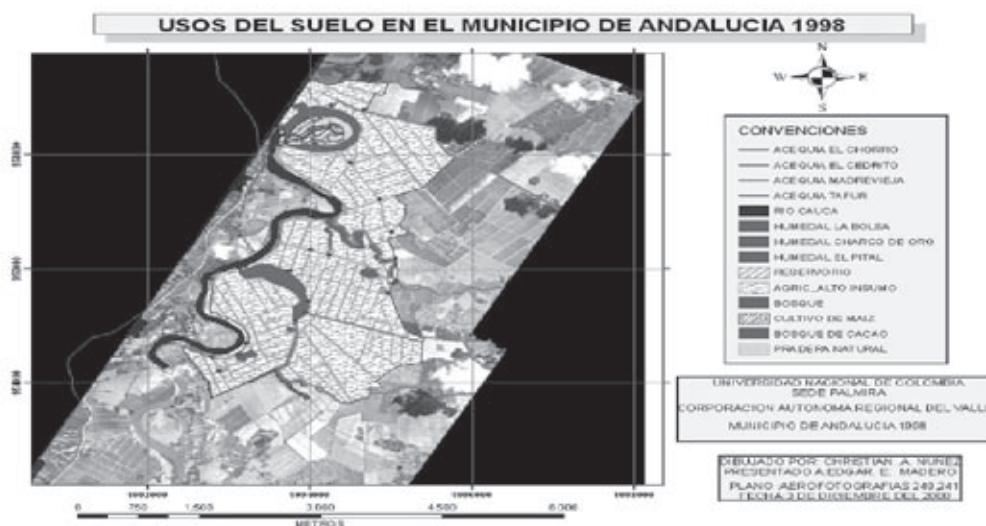 USOS DEL SUELO EN EL MUNICIPIO DE ANDALUCIA 1998
N
W E
S
CONVENCIONES
ACEQUIA EL CHORRO
ACEQUIA EL CEDRITO
ACEQUIA MADREVIEJA
ACEQUIA TAFUR
RIO CAUCA
HUMEDAL LA BOLSA
HUMEDAL CHARCO DE ORO
HUMEDAL EL PITAL
RESERVORIO
AGRIC_ALTO INSUMO
BOSQUE
CULTIVO DE MAIZ
BOSQUE DE CACAO
PRADERA NATURAL
UNIVERSIDAD NACIONAL DE COLOMBIA
SEDE PALMIRA
CORPORACION AUTONOMA REGIONAL DEL VALL
MUNICIPIO DE ANDALUCIA 1998
DIBUJADO POR: CHRISTIAN A. NUÑEZ
PRESENTADO A EDGAR. E. MADERO
PLANO AEROFOTOGRAFIAS 240,241
FECHA 3 DE DICIEMBRE DEL 2000
0 750 1.500 3.000 4.500 6.000
METROS